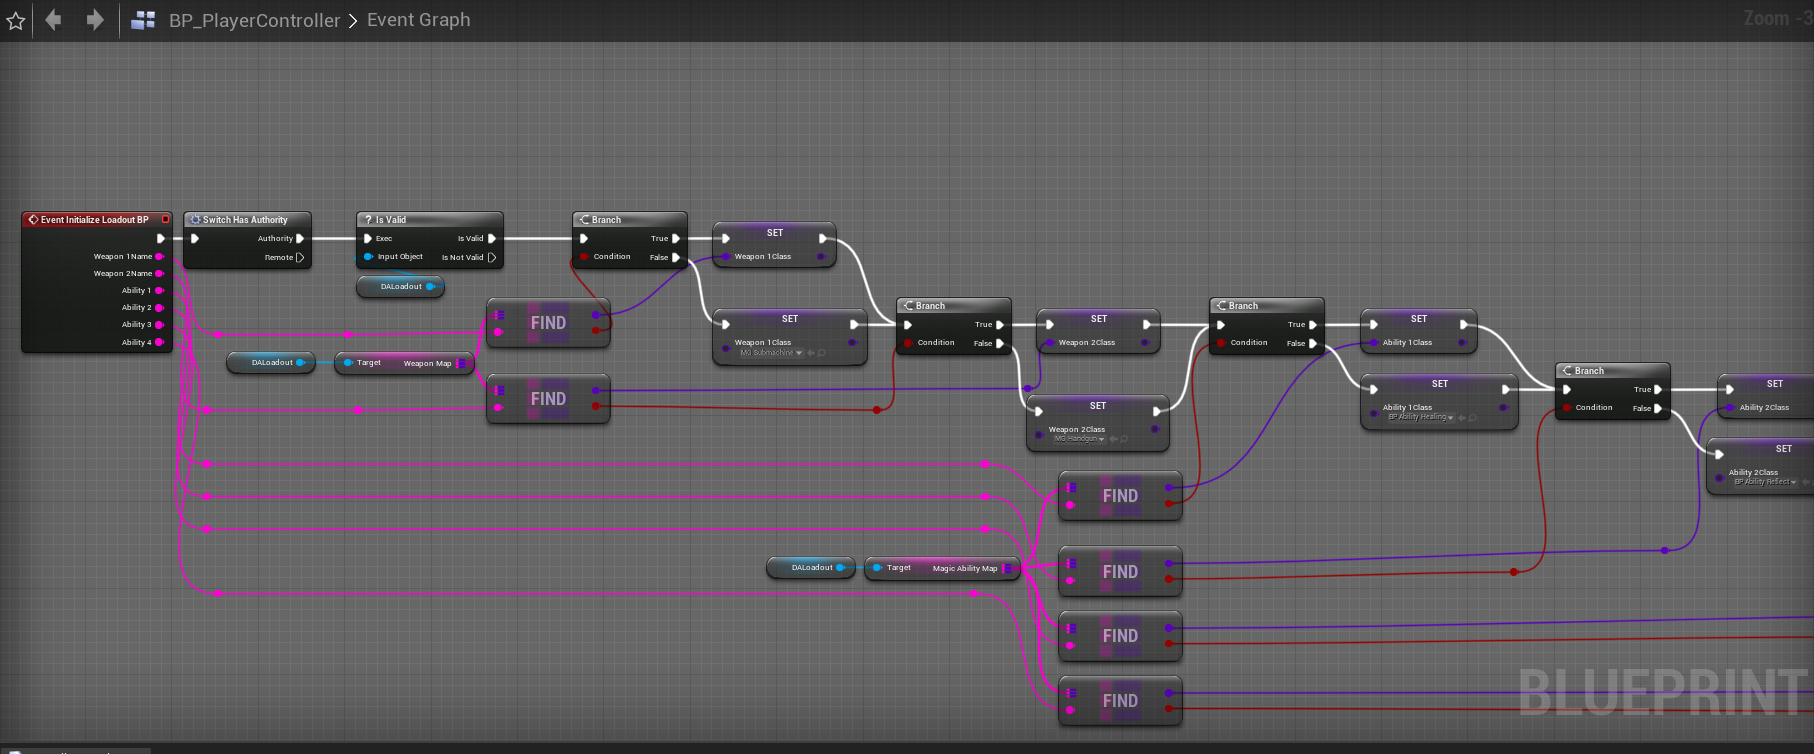 BP_PlayerController > Event Graph
Zoom -3
Event Initialize Loadout BP
Weapon 1Name
Weapon 2Name
Ability 1
Ability 2
Ability 3
Ability 4
Switch Has Authority
Authority
Remote
? Is Valid
Exec
Is Valid
Input Object
Is Not Valid
DALoadout
Branch
True
Condition
False
SET
Weapon 1Class
SET
Weapon 1Class
MG Submachine
FIND
DALoadout
Target
Weapon Map
FIND
Branch
True
Condition
False
SET
Weapon 2Class
SET
Weapon 2Class
MG Handgun
Branch
True
Condition
False
SET
Ability 1Class
SET
Ability 1Class
BP Ability Healing
Branch
True
Condition
False
SET
Ability 2Class
SET
Ability 2Class
BP Ability Reflect
FIND
DALoadout
Target
Magic Ability Map
FIND
FIND
FIND
BLUEPRINT